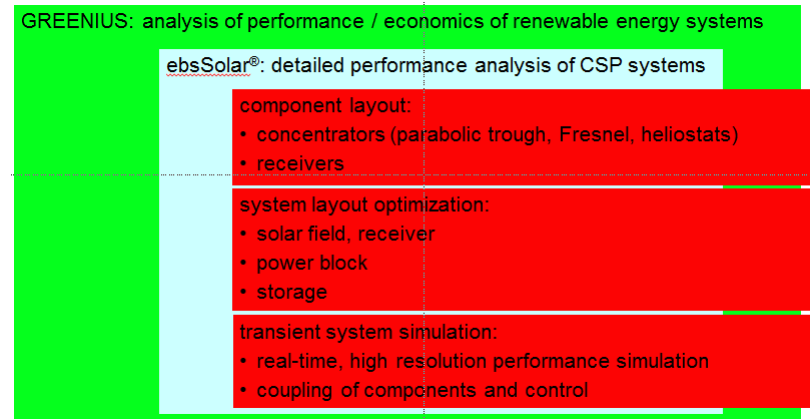 GREENIUS: analysis of performance / economics of renewable energy systems
ebsSolar®: detailed performance analysis of CSP systems
component layout:
• concentrators (parabolic trough, Fresnel, heliostats)
• receivers
system layout optimization:
• solar field, receiver
• power block
• storage
transient system simulation:
• real-time, high resolution performance simulation
• coupling of components and control